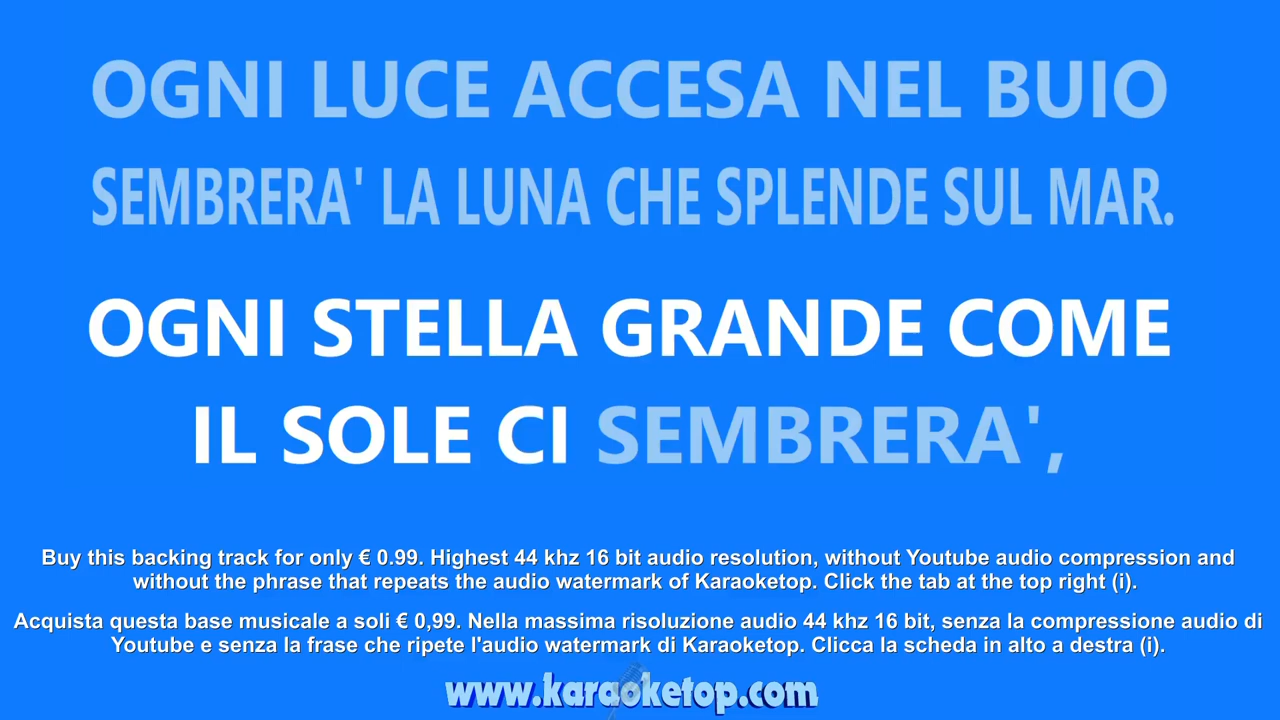 OGNI LUCE ACCESA NEL BUIO
SEMBRERA' LA LUNA CHE SPLENDE SUL MAR.
OGNI STELLA GRANDE COME
IL SOLE CI SEMBRERA',
Buy this backing track for only € 0.99. Highest 44 khz 16 bit audio resolution, without Youtube audio compression and
without the phrase that repeats the audio watermark of Karaoketop. Click the tab at the top right (i).
Acquista questa base musicale a soli € 0,99. Nella massima risoluzione audio 44 khz 16 bit, senza la compressione audio di
Youtube e senza la frase che ripete l'audio watermark di Karaoketop. Clicca la scheda in alto a destra (i).
www.karaoketop.com